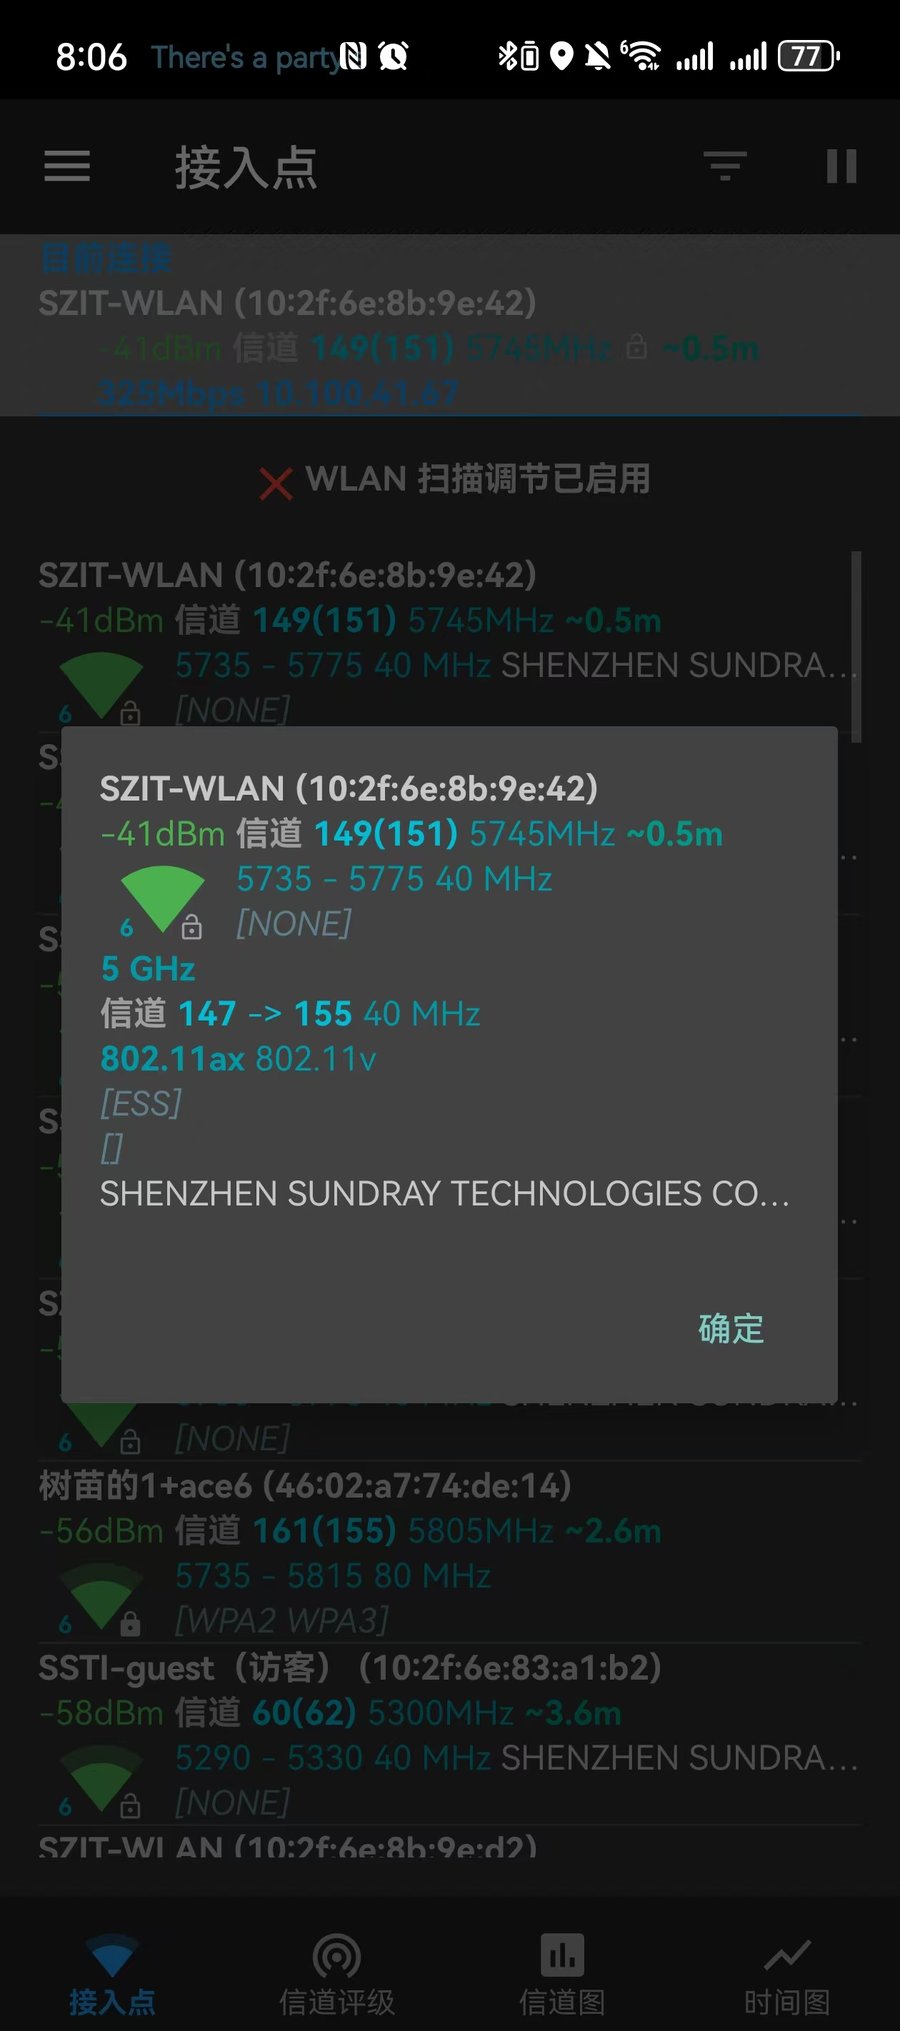 8:06 There's a party 6 77
接入点
目前连接
SZIT-WLAN (10:2f:6e:8b:9e:42)
-41dBm 信道 149(151) 5745MHz ~0.5m
325Mbps 10.100.41.67
WLAN 扫描调节已启用
SZIT-WLAN (10:2f:6e:8b:9e:42)
-41dBm 信道 149(151) 5745MHz ~0.5m
5735 - 5775 40 MHz SHENZHEN SUNDRA...
6 [NONE]
SZIT-WLAN (10:2f:6e:8b:9e:42)
-41dBm 信道 149(151) 5745MHz ~0.5m
5735 - 5775 40 MHz
6 [NONE]
5 GHz
信道 147 -> 155 40 MHz
802.11ax 802.11v
[ESS]
[]
SHENZHEN SUNDRAY TECHNOLOGIES CO...
确定
6 [NONE]
树苗的1+ace6 (46:02:a7:74:de:14)
-56dBm 信道 161(155) 5805MHz ~2.6m
5735 - 5815 80 MHz
6 [WPA2 WPA3]
SSTI-guest（访客） (10:2f:6e:83:a1:b2)
-58dBm 信道 60(62) 5300MHz ~3.6m
5290 - 5330 40 MHz SHENZHEN SUNDRA...
6 [NONE]
SZIT-WLAN (10:2f:6e:8b:9e:d2)
接入点 信道评级 信道图 时间图